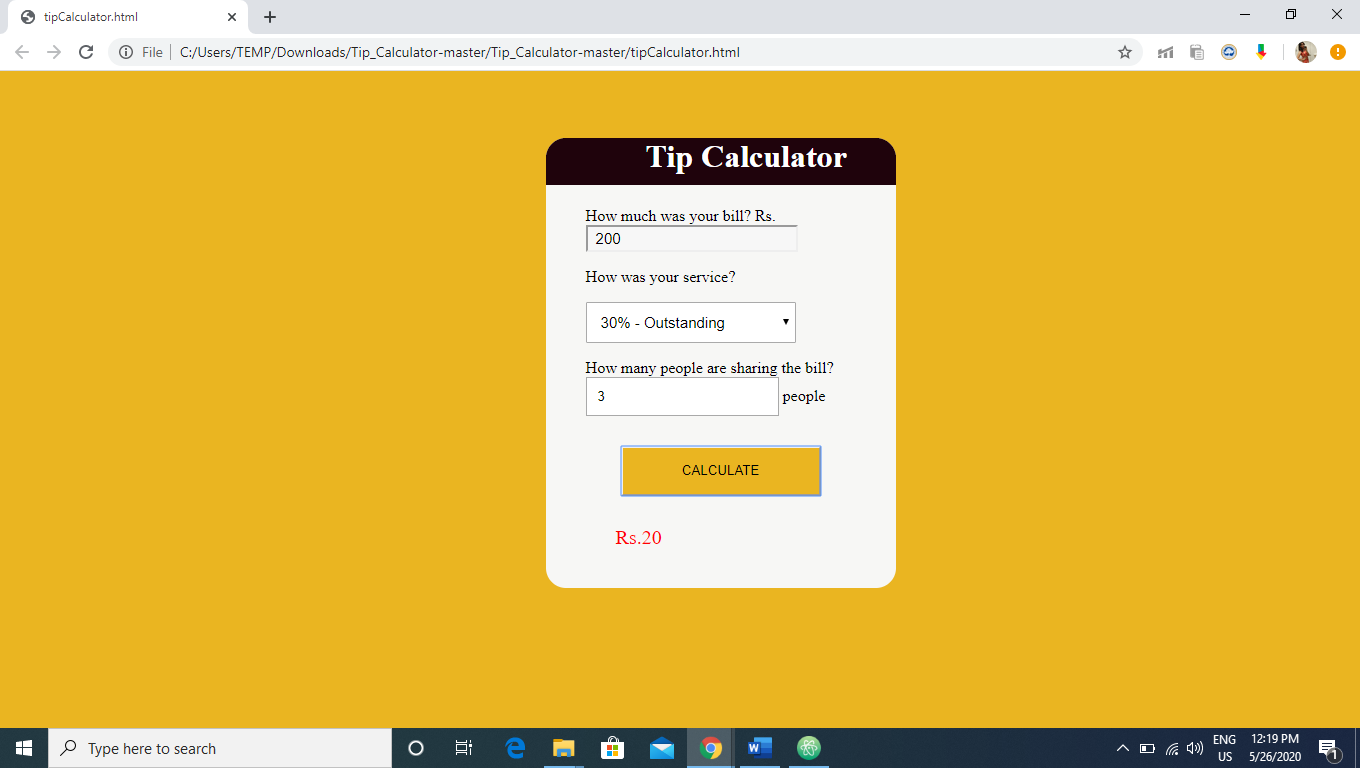 tipCalculator.html
File C:/Users/TEMP/Downloads/Tip_Calculator-master/Tip_Calculator-master/tipCalculator.html
Tip Calculator
How much was your bill? Rs.
200
How was your service?
30% - Outstanding
How many people are sharing the bill?
3 people
CALCULATE
Rs.20
Type here to search
ENG
US
12:19 PM
5/26/2020
1